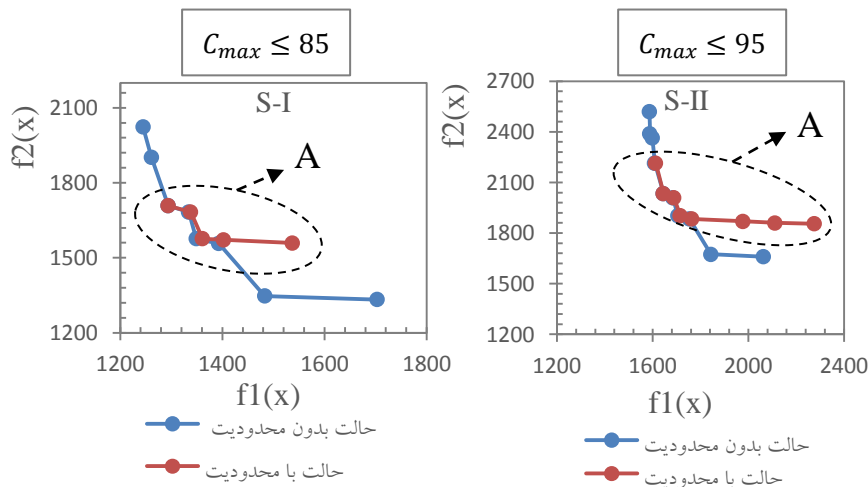 C_max ≤ 85
S-I
A
f2(x)
2100
1800
1500
1200
1200 1400 1600 1800
f1(x)
حالت بدون محدودیت
حالت با محدودیت
C_max ≤ 95
S-II
A
f2(x)
2700
2400
2100
1800
1500
1200
1200 1600 2000 2400
f1(x)
حالت بدون محدودیت
حالت با محدودیت